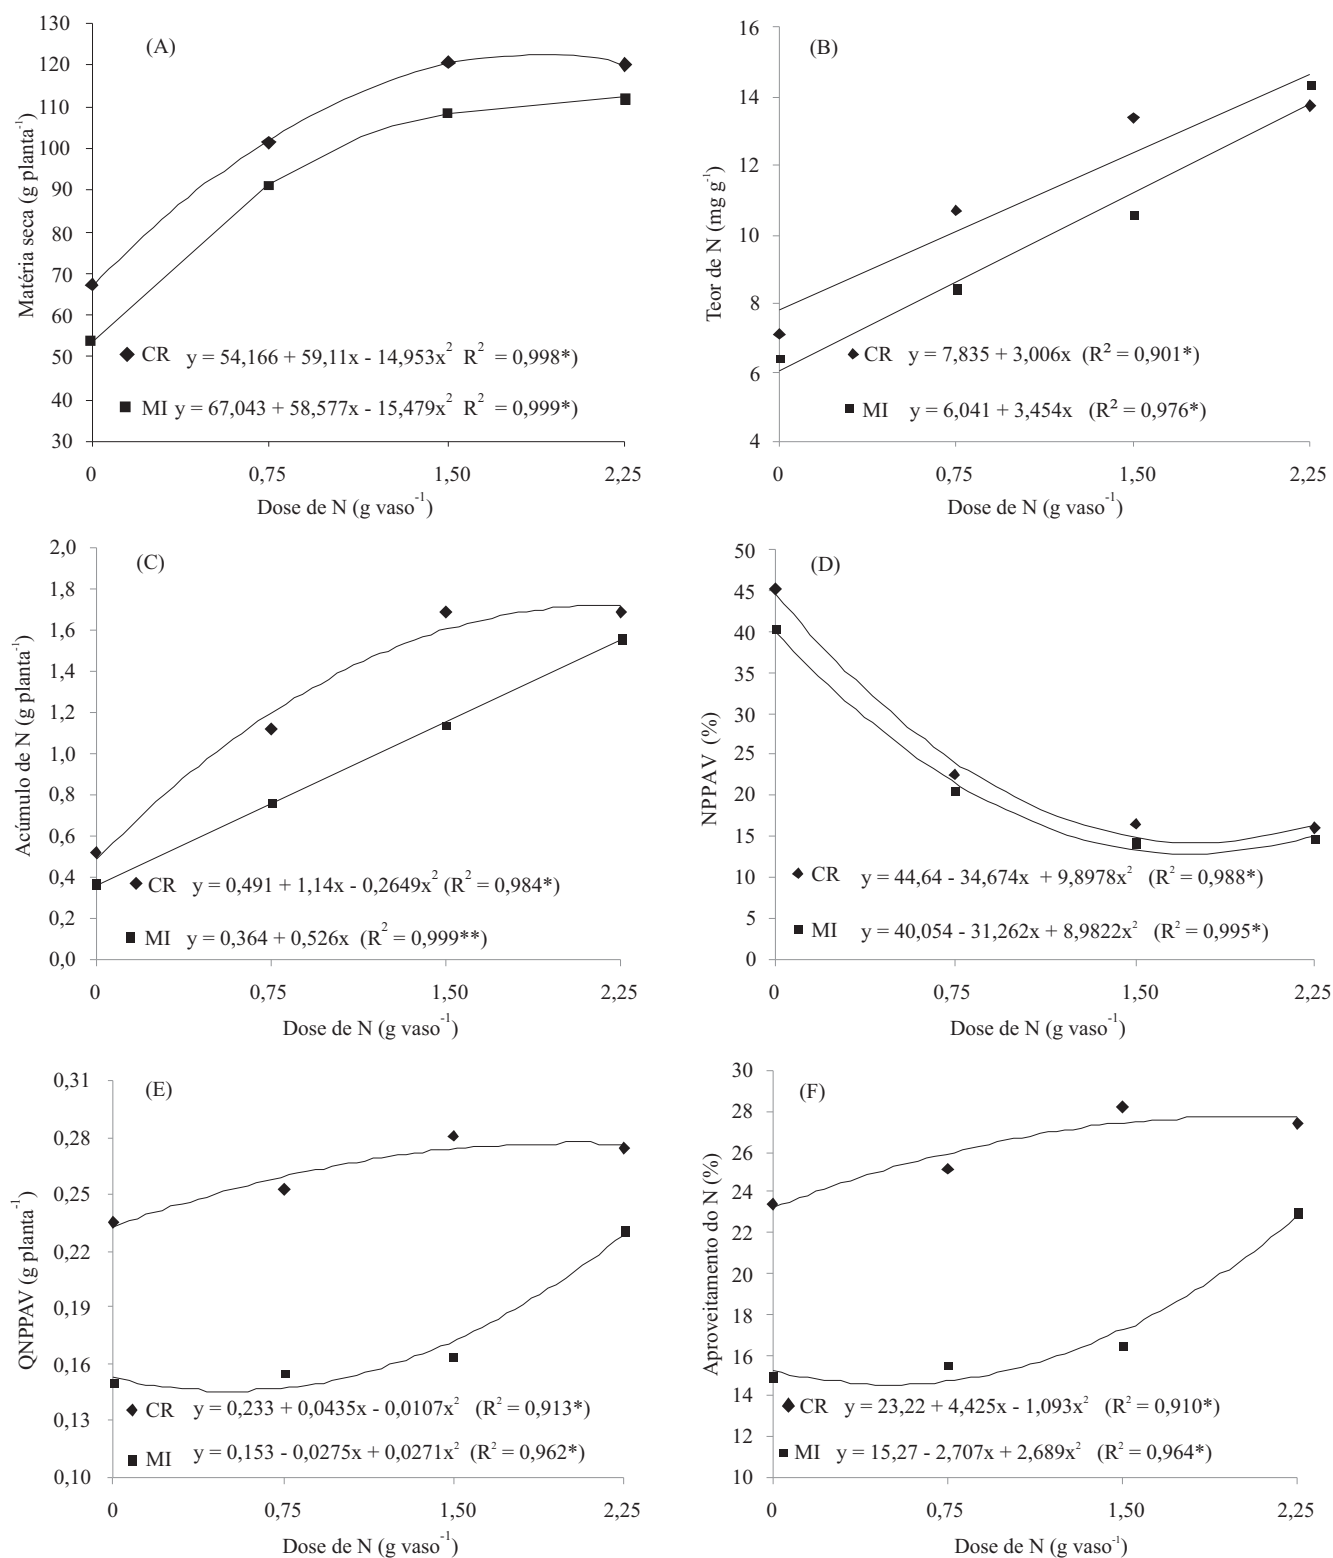 (A)
Matéria seca (g planta⁻¹)
130
120
110
100
90
80
70
60
50
40
30
CR y = 54,166 + 59,11x - 14,953x² R² = 0,998*)
MI y = 67,043 + 58,577x - 15,479x² R² = 0,999*)
0 0,75 1,50 2,25
Dose de N (g vaso⁻¹)
(B)
Teor de N (mg g⁻¹)
16
14
12
10
8
6
4
CR y = 7,835 + 3,006x (R² = 0,901*)
MI y = 6,041 + 3,454x (R² = 0,976*)
0 0,75 1,50 2,25
Dose de N (g vaso⁻¹)
(C)
Acúmulo de N (g planta⁻¹)
2,0
1,8
1,6
1,4
1,2
1,0
0,8
0,6
0,4
0,2
0,0
CR y = 0,491 + 1,14x - 0,2649x² (R² = 0,984*)
MI y = 0,364 + 0,526x (R² = 0,999**)
0 0,75 1,50 2,25
Dose de N (g vaso⁻¹)
(D)
NPPAV (%)
50
45
40
35
30
25
20
15
10
5
0
CR y = 44,64 - 34,674x + 9,8978x² (R² = 0,988*)
MI y = 40,054 - 31,262x + 8,9822x² (R² = 0,995*)
0 0,75 1,50 2,25
Dose de N (g vaso⁻¹)
(E)
QNPPAV (g planta⁻¹)
0,31
0,28
0,25
0,22
0,19
0,16
0,13
0,10
CR y = 0,233 + 0,0435x - 0,0107x² (R² = 0,913*)
MI y = 0,153 - 0,0275x + 0,0271x² (R² = 0,962*)
0 0,75 1,50 2,25
Dose de N (g vaso⁻¹)
(F)
Aproveitamento do N (%)
30
28
26
24
22
20
18
16
14
12
10
CR y = 23,22 + 4,425x - 1,093x² (R² = 0,910*)
MI y = 15,27 - 2,707x + 2,689x² (R² = 0,964*)
0 0,75 1,50 2,25
Dose de N (g vaso⁻¹)